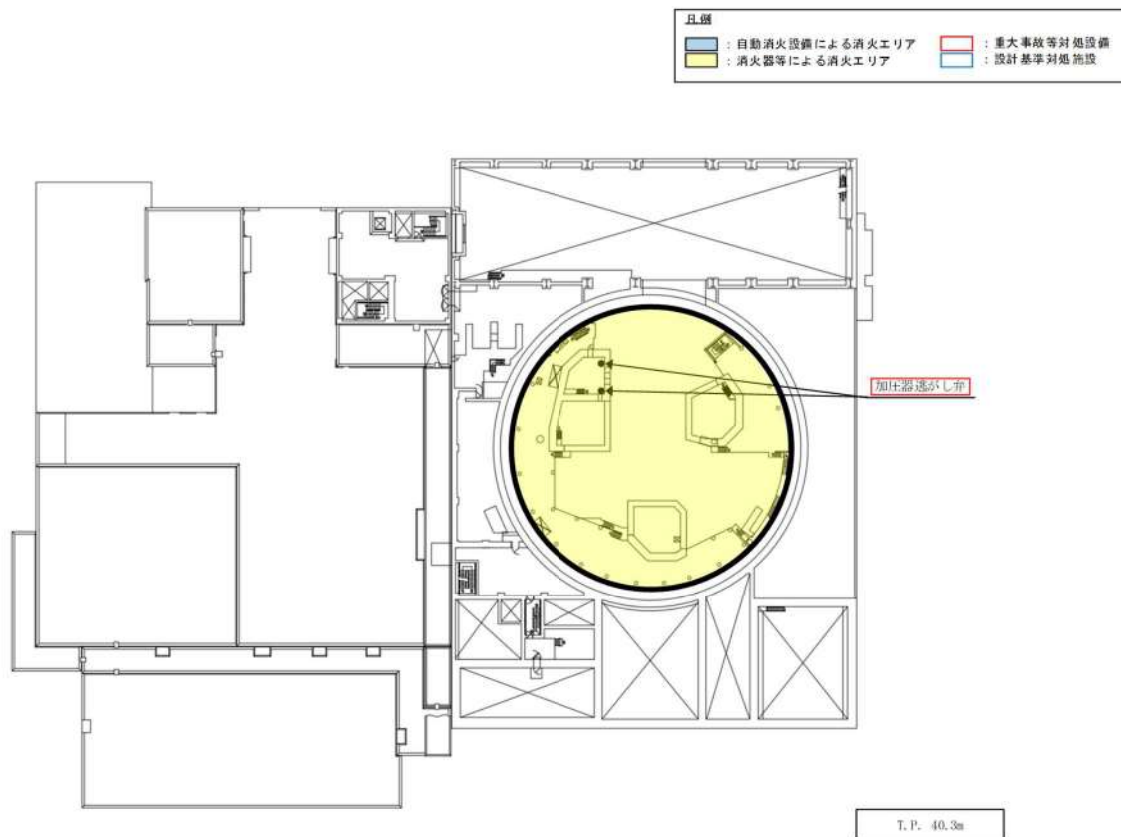 凡例
：自動消火設備による消火エリア
：重大事故等対処設備
：消火器等による消火エリア
：設計基準対処施設
加圧器逃がし弁
T.P. 40.3m